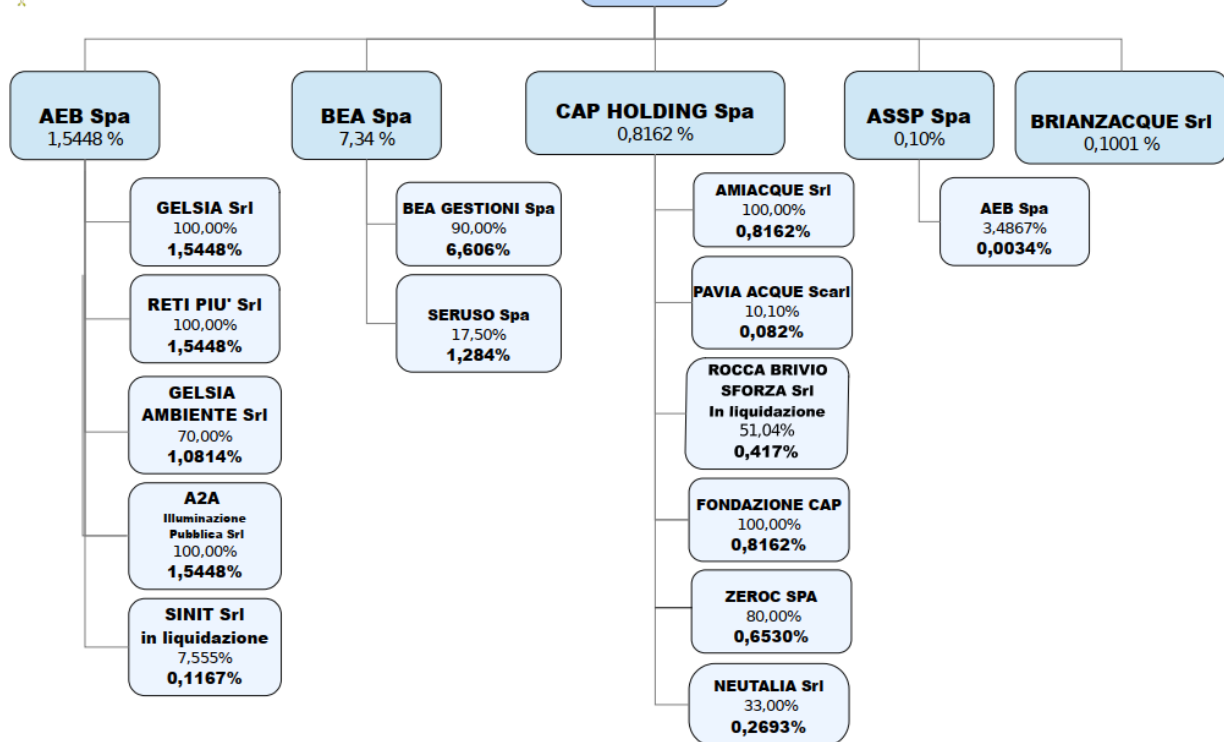 AEB Spa
1,5448 %
BEA Spa
7,34 %
CAP HOLDING Spa
0,8162 %
ASSP Spa
0,10%
BRIANZACQUE Srl
0,1001 %
GELSIA Srl
100,00%
1,5448%
RETI PIU' Srl
100,00%
1,5448%
GELSIA
AMBIENTE Srl
70,00%
1,0814%
A2A
Illuminazione
Pubblica Srl
100,00%
1,5448%
SINIT Srl
in liquidazione
7,555%
0,1167%
BEA GESTIONI Spa
90,00%
6,606%
SERUSO Spa
17,50%
1,284%
AMIACQUE Srl
100,00%
0,8162%
PAVIA ACQUE Scarl
10,10%
0,082%
ROCCA BRIVIO
SFORZA Srl
In liquidazione
51,04%
0,417%
FONDAZIONE CAP
100,00%
0,8162%
ZEROC SPA
80,00%
0,6530%
NEUTALIA Srl
33,00%
0,2693%
AEB Spa
3,4867%
0,0034%